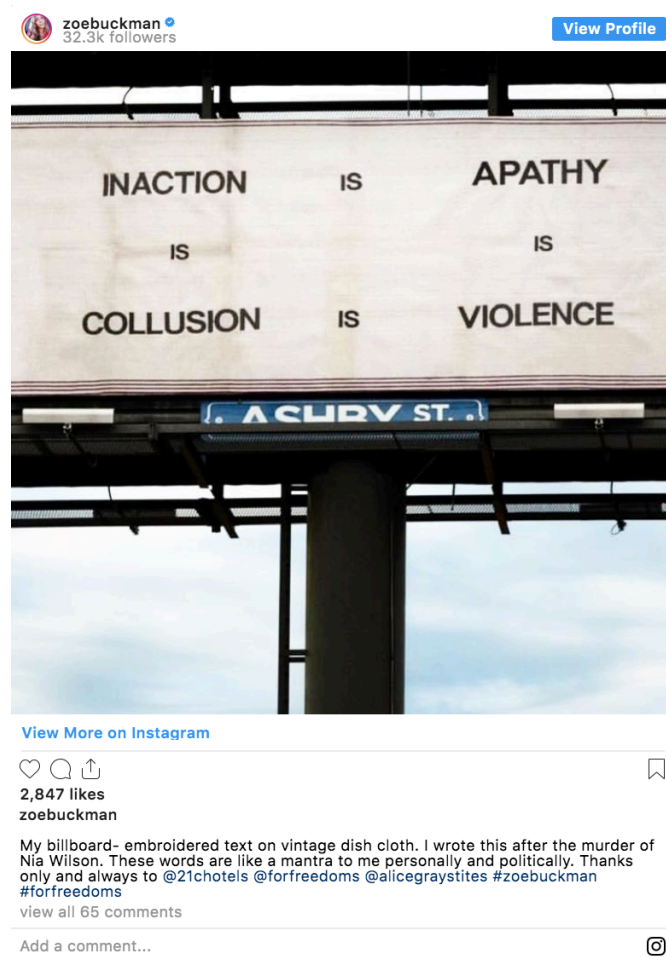 zoebuckman
32.3k followers
View Profile
INACTION IS APATHY
IS IS
COLLUSION IS VIOLENCE
ASHBY ST.
View More on Instagram
2,847 likes
zoebuckman
My billboard- embroidered text on vintage dish cloth. I wrote this after the murder of
Nia Wilson. These words are like a mantra to me personally and politically. Thanks
only and always to @21chotels @forfreedoms @alicegraystites #zoebuckman
#forfreedoms
view all 65 comments
Add a comment...